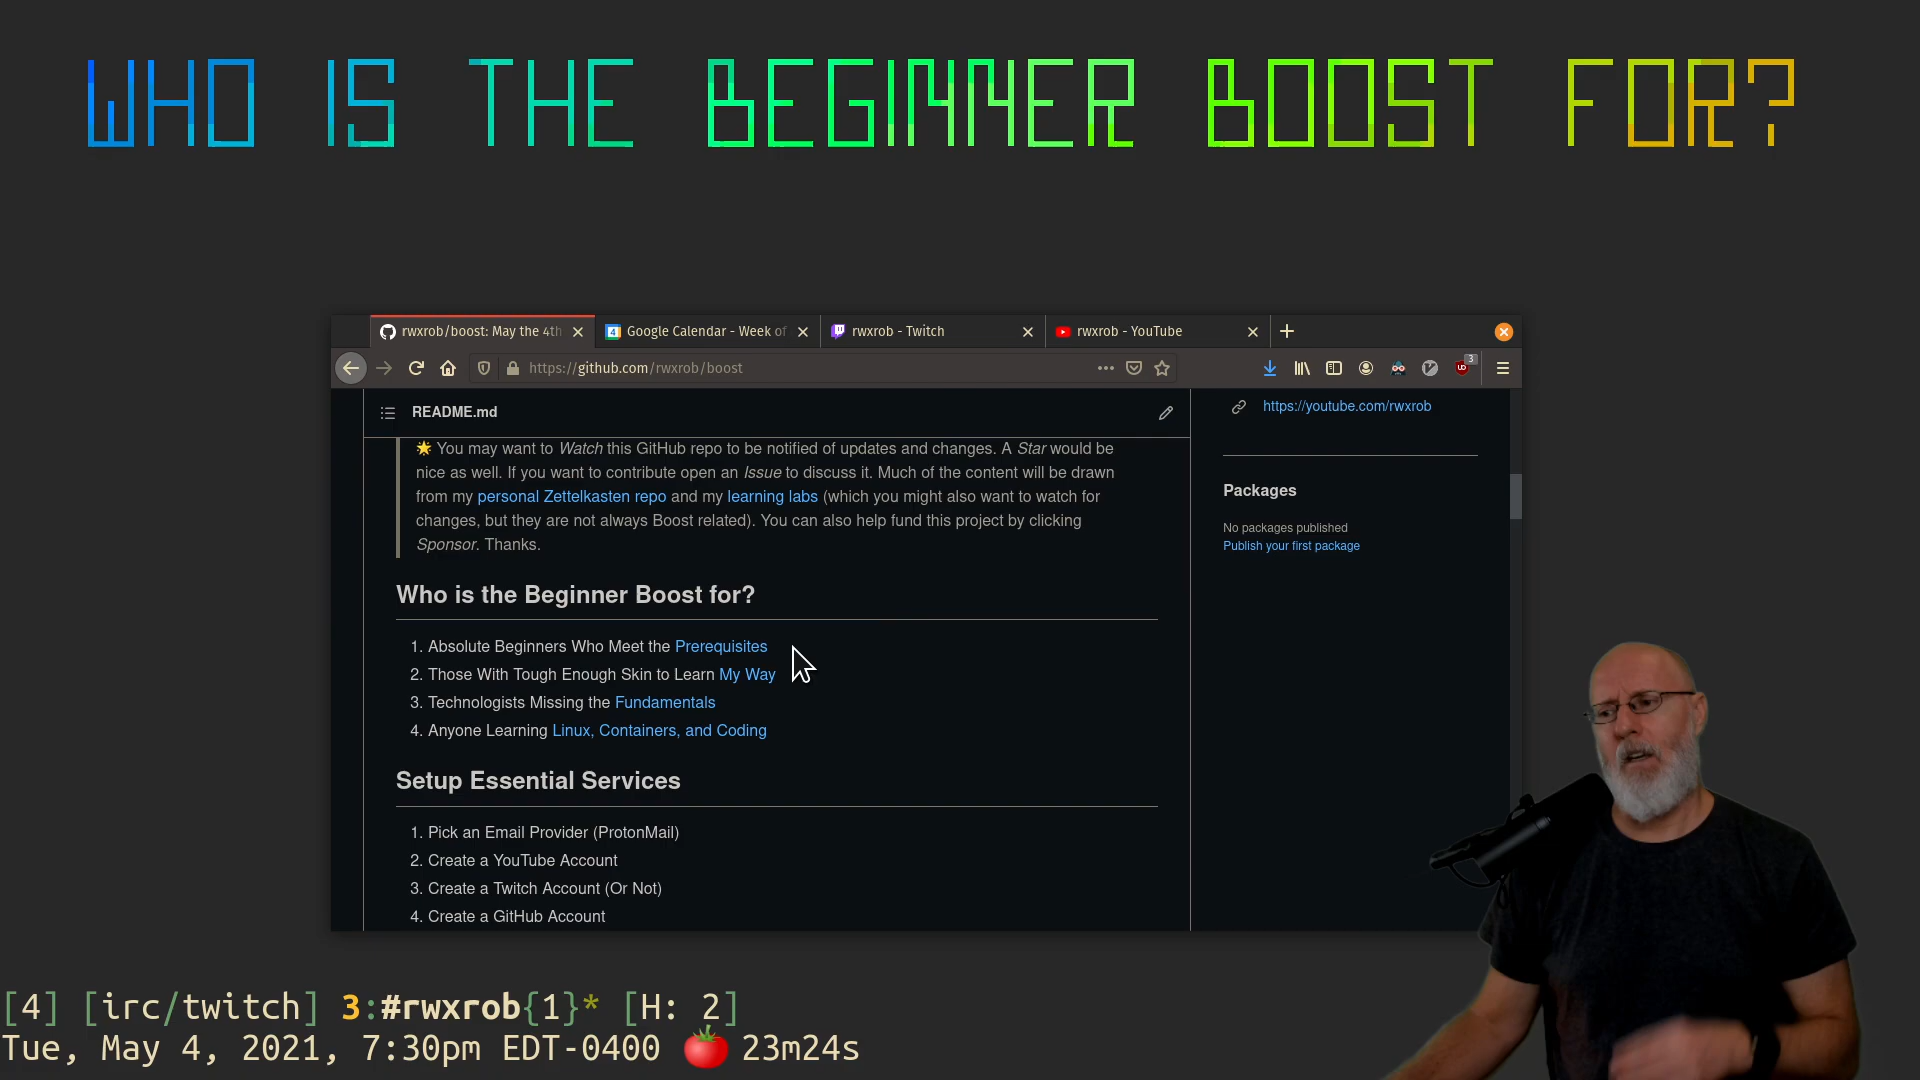 WHO IS THE BEGINNER BOOST FOR?
rwxrob/boost: May the 4th
Google Calendar - Week of
rwxrob - Twitch
rwxrob - YouTube
https://github.com/rwxrob/boost
3
README.md
https://youtube.com/rwxrob
🌟 You may want to Watch this GitHub repo to be notified of updates and changes. A Star would be
nice as well. If you want to contribute open an Issue to discuss it. Much of the content will be drawn
from my personal Zettelkasten repo and my learning labs (which you might also want to watch for
changes, but they are not always Boost related). You can also help fund this project by clicking
Sponsor. Thanks.
Packages
No packages published
Publish your first package
Who is the Beginner Boost for?
1. Absolute Beginners Who Meet the Prerequisites
2. Those With Tough Enough Skin to Learn My Way
3. Technologists Missing the Fundamentals
4. Anyone Learning Linux, Containers, and Coding
Setup Essential Services
1. Pick an Email Provider (ProtonMail)
2. Create a YouTube Account
3. Create a Twitch Account (Or Not)
4. Create a GitHub Account
[4] [irc/twitch] 3:#rwxrob{1}* [H: 2]
Tue, May 4, 2021, 7:30pm EDT-0400 🍅 23m24s